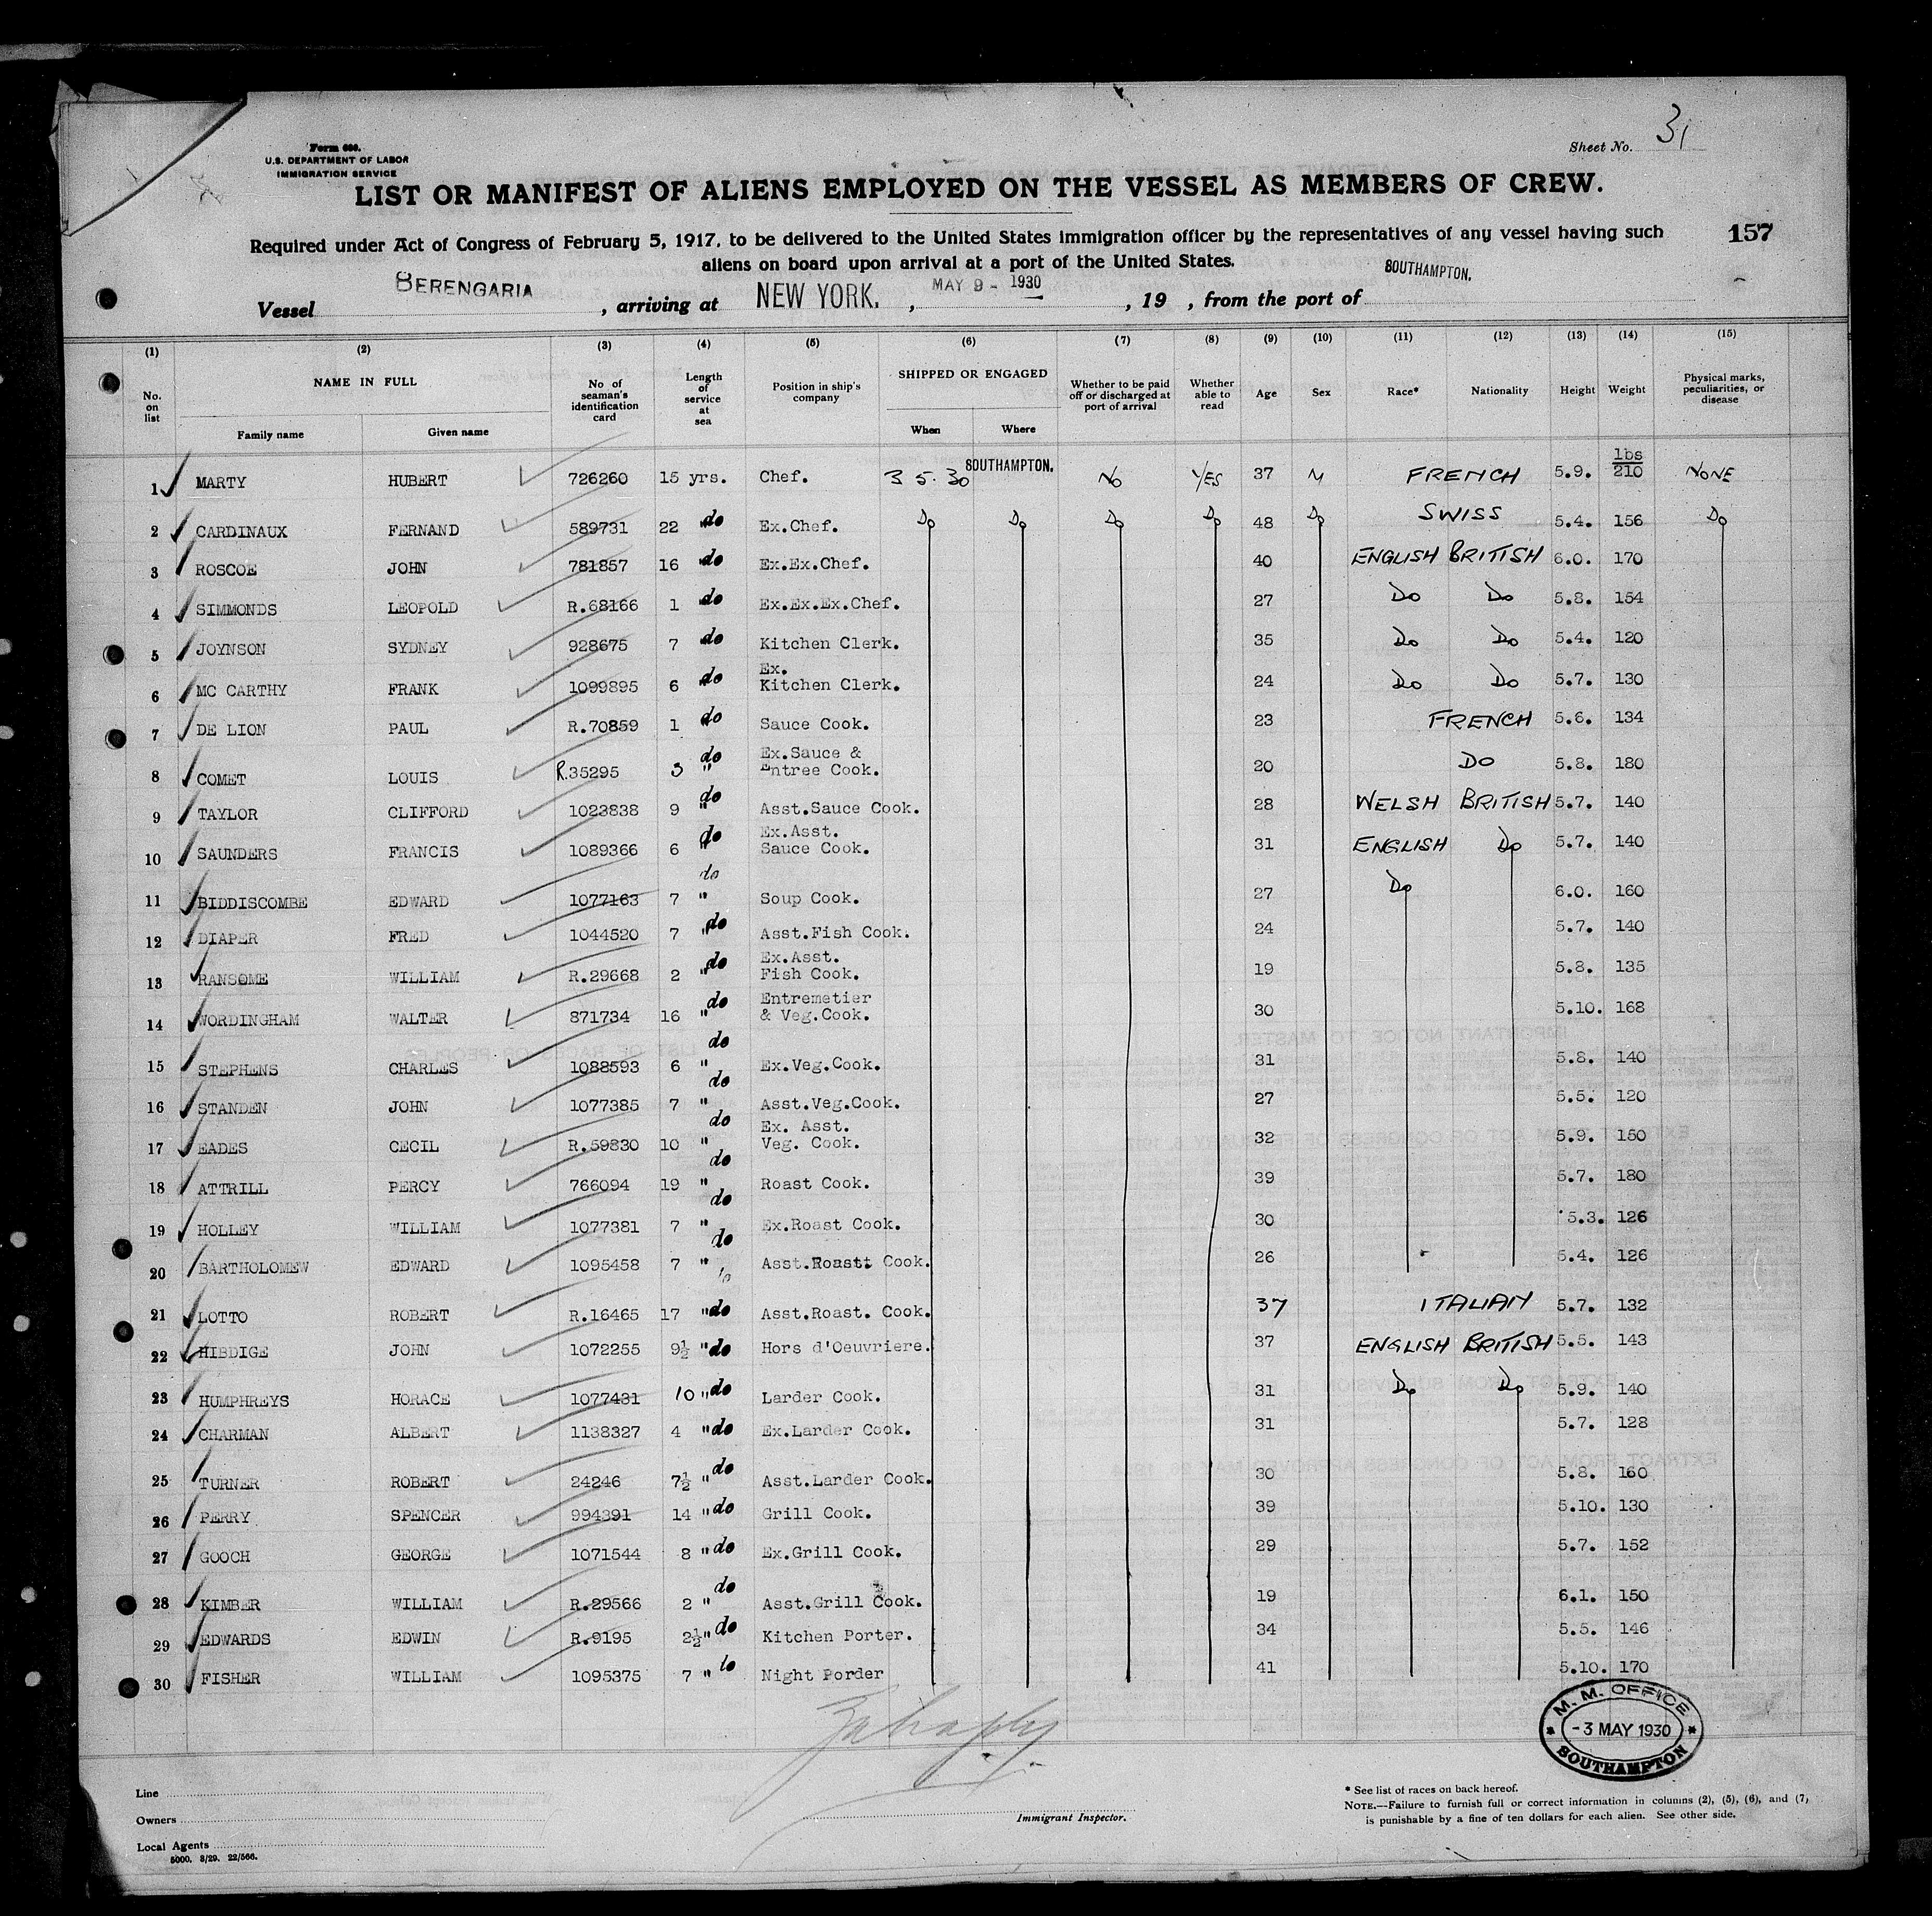 Form 680.
U.S. DEPARTMENT OF LABOR
IMMIGRATION SERVICE
Sheet No. 31
LIST OR MANIFEST OF ALIENS EMPLOYED ON THE VESSEL AS MEMBERS OF CREW.
Required under Act of Congress of February 5, 1917, to be delivered to the United States immigration officer by the representatives of any vessel having such
aliens on board upon arrival at a port of the United States.
157
Vessel BERENGARIA, arriving at NEW YORK., MAY 9 - 1930, 19 , from the port of SOUTHAMPTON.
(1) (2) (3) (4) (5) (6) (7) (8) (9) (10) (11) (12) (13) (14) (15)
No. on list NAME IN FULL Family name Given name No of seaman's identification card Length of service at sea Position in ship's company SHIPPED OR ENGAGED When Where Whether to be paid off or discharged at port of arrival Whether able to read Age Sex Race* Nationality Height Weight Physical marks, peculiarities, or disease
1 MARTY HUBERT 726260 15 yrs. Chef. 3 5.30 SOUTHAMPTON. No YES 37 M FRENCH 5.9. lbs 210 NONE
2 CARDINAUX FERNAND 589731 22 " do Ex.Chef. Do Do Do Do 48 Do SWISS 5.4. 156 Do
3 ROSCOE JOHN 781857 16 " do Ex.Ex.Chef. 40 ENGLISH BRITISH 6.0. 170
4 SIMMONDS LEOPOLD R.68166 1 " do Ex.Ex.Ex.Chef. 27 Do Do 5.8. 154
5 JOYNSON SYDNEY 928675 7 " do Kitchen Clerk. 35 Do Do 5.4. 120
6 MC CARTHY FRANK 1099895 6 " do Ex. Kitchen Clerk. 24 Do Do 5.7. 130
7 DE LION PAUL R.70859 1 " do Sauce Cook. 23 FRENCH 5.6. 134
8 COMET LOUIS R.35295 3 " do Ex.Sauce & Entree Cook. 20 DO 5.8. 180
9 TAYLOR CLIFFORD 1023838 9 " do Asst.Sauce Cook. 28 WELSH BRITISH 5.7. 140
10 SAUNDERS FRANCIS 1089366 6 " do Ex.Asst. Sauce Cook. 31 ENGLISH Do 5.7. 140
11 BIDDISCOMBE EDWARD 1077163 7 " do Soup Cook. 27 Do 6.0. 160
12 DIAPER FRED 1044520 7 " do Asst.Fish Cook. 24 5.7. 140
13 RANSOME WILLIAM R.29668 2 " do Ex.Asst. Fish Cook. 19 5.8. 135
14 WORDINGHAM WALTER 871734 16 " do Entremetier & Veg.Cook. 30 5.10. 168
15 STEPHENS CHARLES 1088593 6 " do Ex.Veg.Cook. 31 5.8. 140
16 STANDEN JOHN 1077385 7 " do Asst.Veg.Cook. 27 5.5. 120
17 EADES CECIL R.59830 10 " do Ex. Asst. Veg. Cook. 32 5.9. 150
18 ATTRILL PERCY 766094 19 " do Roast Cook. 39 5.7. 180
19 HOLLEY WILLIAM 1077381 7 " do Ex.Roast Cook. 30 5.3. 126
20 BARTHOLOMEW EDWARD 1095458 7 " do Asst.Roastt Cook. 26 5.4. 126
21 LOTTO ROBERT R.16465 17 " do Asst.Roast. Cook. 37 ITALIAN 5.7. 132
22 HIBDIGE JOHN 1072255 9½ " do Hors d'Oeuvriere. 37 ENGLISH BRITISH 5.5. 143
23 HUMPHREYS HORACE 1077431 10 " do Larder Cook. 31 Do Do 5.9. 140
24 CHARMAN ALBERT 1138327 4 " do Ex.Larder Cook. 31 5.7. 128
25 TURNER ROBERT 24246 7½ " do Asst.Larder Cook. 30 5.8. 160
26 PERRY SPENCER 994391 14 " do Grill Cook. 39 5.10. 130
27 GOOCH GEORGE 1071544 8 " do Ex.Grill Cook. 29 5.7. 152
28 KIMBER WILLIAM R.29566 2 " do Asst.Grill Cook. 19 6.1. 150
29 EDWARDS EDWIN R.9195 2½ " do Kitchen Porter. 34 5.5. 146
30 FISHER WILLIAM 1095375 7 " do Night Porder 41 5.10. 170
M. M. OFFICE
- 3 MAY 1930
SOUTHAMPTON
Line
Owners
Local Agents
5000. 8/29. 22/566.
Immigrant Inspector.
* See list of races on back hereof.
NOTE.—Failure to furnish full or correct information in columns (2), (5), (6), and (7,
is punishable by a fine of ten dollars for each alien. See other side.